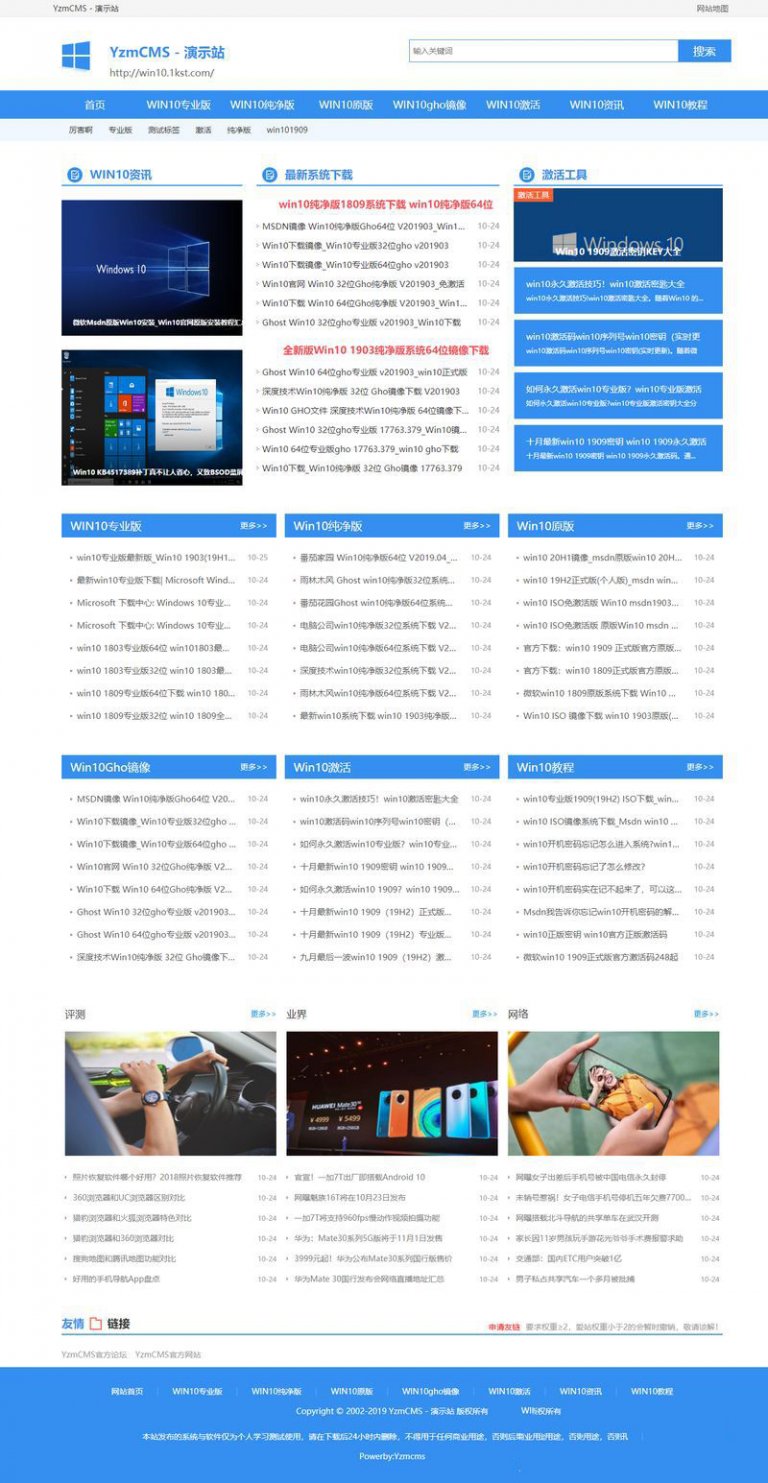 YzmCMS - 演示站
网站地图
YzmCMS - 演示站
http://win10.1kst.com/
输入关键词
搜索
首页 WIN10专业版 WIN10纯净版 WIN10原版 WIN10gho镜像 WIN10激活 WIN10资讯 WIN10教程
厉害啊 专业版 测试标签 激活 纯净版 win101909
WIN10资讯
Windows 10
微软Msdn原版Win10安装_Win10官网原版安装教程汇
Windows 10
Win10 KB4517389补丁真不让人省心，又致BSOD蓝屏
最新系统下载
win10纯净版1809系统下载 win10纯净版64位
MSDN镜像 Win10纯净版Gho64位 V201903_Win1... 10-24
Win10下载镜像_Win10专业版32位gho v201903 10-24
Win10下载镜像_Win10专业版64位gho v201903 10-24
Win10官网 Win10 32位Gho纯净版 V201903_免激活 10-24
Win10下载 Win10 64位Gho纯净版 V201903_Win1... 10-24
Ghost Win10 32位gho专业版 v201903_Win10下载 10-24
全新版Win10 1903纯净版系统64位镜像下载
Ghost Win10 64位gho专业版 v201903_win10正式版 10-24
深度技术Win10纯净版 32位 Gho镜像下载 V201903 10-24
Win10 GHO文件 深度技术Win10纯净版 64位镜像下... 10-24
Ghost Win10 32位gho专业版 17763.379_Win10镜... 10-24
Win10 64位专业版gho 17763.379_win10 gho下载 10-24
Win10下载_Win10纯净版 32位 Gho镜像 17763.379 10-24
激活工具
激活工具
Windows 10
Win10 1909激活密钥KEY大全
win10永久激活技巧！win10激活密匙大全
win10永久激活技巧!win10激活密匙大全。随着Win10 的...
win10激活码win10序列号win10密钥（实时更
win10激活码win10序列号win10密钥(实时更新)。随着微
如何永久激活win10专业版？win10专业版激活
如何永久激活win10专业版?win10专业版激活密钥大全分
十月最新win10 1909密钥 win10 1909永久激活
十月最新win10 1909密钥 win10 1909永久激活码。通...
WIN10专业版 更多>>
win10专业版最新版_Win10 1903(19H1... 10-25
最新win10专业版下载| Microsoft Wind... 10-24
Microsoft 下载中心: Windows 10专业... 10-24
Microsoft 下载中心: Windows 10专业... 10-24
win10 1803专业版64位 win101803最... 10-24
win10 1803专业版32位 win10 1803最... 10-24
win10 1809专业版64位下载 win10 180... 10-24
win10 1809专业版32位 win10 1809全... 10-24
Win10纯净版 更多>>
番茄家园 Win10纯净版64位 V2019.04_... 10-24
雨林木风 Ghost win10纯净版32位系统... 10-24
番茄花园Ghost win10纯净版64位系统... 10-24
电脑公司win10纯净版32位系统下载 V2... 10-24
电脑公司win10纯净版64位系统下载 V2... 10-24
深度技术win10纯净版32位系统下载 V2... 10-24
雨林木风win10纯净版64位系统下载 V2... 10-24
最新win10系统下载 win10 1903纯净版... 10-24
Win10原版 更多>>
win10 20H1镜像_msdn原版win10 20H... 10-24
win10 19H2正式版(个人版)_msdn win... 10-24
win10 ISO免激活版 Win10 msdn1903... 10-24
win10 ISO免激活版 原版Win10 msdn ... 10-24
官方下载：win10 1909 正式版官方原版... 10-24
官方下载：win10 1809正式版官方原版... 10-24
微软win10 1809原版系统下载 Win10 ... 10-24
Win10 ISO 镜像下载 win10 1903原版(... 10-24
Win10Gho镜像 更多>>
MSDN镜像 Win10纯净版Gho64位 V20... 10-24
Win10下载镜像_Win10专业版32位gho ... 10-24
Win10下载镜像_Win10专业版64位gho ... 10-24
Win10官网 Win10 32位Gho纯净版 V2... 10-24
Win10下载 Win10 64位Gho纯净版 V2... 10-24
Ghost Win10 32位gho专业版 v201903... 10-24
Ghost Win10 64位gho专业版 v201903... 10-24
深度技术Win10纯净版 32位 Gho镜像下... 10-24
Win10激活 更多>>
win10永久激活技巧！win10激活密匙大全 10-24
win10激活码win10序列号win10密钥（... 10-24
如何永久激活win10专业版？win10专业... 10-24
十月最新win10 1909密钥 win10 1909... 10-24
如何永久激活win10 1909？win10 1909... 10-24
十月最新win10 1909（19H2）正式版... 10-24
十月最新win10 1909（19H2）专业版... 10-24
九月最后一波win10 1909（19H2）激... 10-24
Win10教程 更多>>
win10专业版1909(19H2) ISO下载_win... 10-24
win10 ISO镜像系统下载_Msdn win10 ... 10-24
win10开机密码忘记怎么进入系统?win1... 10-24
win10开机密码忘记了怎么修改? 10-24
win10开机密码实在记不起来了，可以这... 10-24
Msdn我告诉你忘记win10开机密码的解... 10-24
win10正版密钥 win10官方正版激活码 10-24
微软win10 1909正式版官方激活码248起 10-24
评测 更多>>
照片恢复软件哪个好用？2018照片恢复软件推荐 10-24
360浏览器和UC浏览器区别对比 10-24
猎豹浏览器和火狐浏览器特色对比 10-24
猎豹浏览器和360浏览器对比 10-24
搜狗地图和腾讯地图功能对比 10-24
好用的手机导航App盘点 10-24
业界 更多>>
HUAWEI Mate30
¥ 4999 ¥ 5499
官宣！一加7T出厂即搭载Android 10 10-24
网曝魅族16T将在10月23日发布 10-24
一加7T将支持960fps慢动作视频拍摄功能 10-24
华为：Mate30系列5G版将于11月1日发售 10-24
3999元起！华为公布Mate30系列国行版售价 10-24
华为Mate 30国行发布会网络直播地址汇总 10-24
网络 更多>>
网曝女子出差后手机号被中国电信永久封停 10-24
未销号惹祸！女子电信手机号停机五年欠费7700... 10-24
网曝搭载北斗导航的共享单车在武汉开测 10-24
家长因11岁男孩玩手游花光爷爷手术费报警求助 10-24
交通部：国内ETC用户突破1亿 10-24
男子私占共享汽车一个多月被批捕 10-24
友情 链接
申请友链 要求权重≥2，盟站权重小于2的会暂时撤销，敬请谅解！
YzmCMS官方论坛 YzmCMS官方网站
网站首页 WIN10专业版 WIN10纯净版 WIN10原版 WIN10gho镜像 WIN10激活 WIN10资讯 WIN10教程
Copyright © 2002-2019 YzmCMS - 演示站 版权所有
本站发布的系统与软件仅为个人学习测试使用，请在下载后24小时内删除，不得用于任何商业用途，否则后
Powerby:Yzmcms